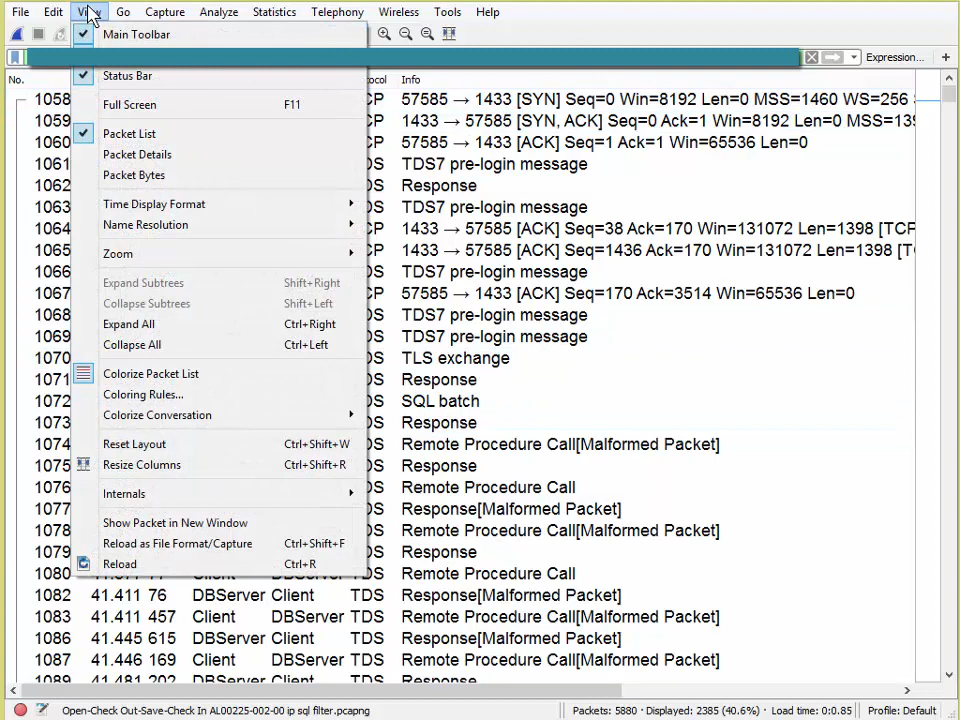 File Edit View Go Capture Analyze Statistics Telephony Wireless Tools Help
Main Toolbar
Expression... +
Status Bar
No. Info
Full Screen F11
Packet List
Packet Details
Packet Bytes
Time Display Format
Name Resolution
Zoom
Expand Subtrees Shift+Right
Collapse Subtrees Shift+Left
Expand All Ctrl+Right
Collapse All Ctrl+Left
Colorize Packet List
Coloring Rules...
Colorize Conversation
Reset Layout Ctrl+Shift+W
Resize Columns Ctrl+Shift+R
Internals
Show Packet in New Window
Reload as File Format/Capture Ctrl+Shift+F
Reload Ctrl+R
1058 57585 → 1433 [SYN] Seq=0 Win=8192 Len=0 MSS=1460 WS=256
1059 1433 → 57585 [SYN, ACK] Seq=0 Ack=1 Win=8192 Len=0 MSS=139
1060 57585 → 1433 [ACK] Seq=1 Ack=1 Win=65536 Len=0
1061 TDS7 pre-login message
1062 Response
1063 TDS7 pre-login message
1064 1433 → 57585 [ACK] Seq=38 Ack=170 Win=131072 Len=1398 [TCP
1065 1433 → 57585 [ACK] Seq=1436 Ack=170 Win=131072 Len=1398 [T
1066 TDS7 pre-login message
1067 57585 → 1433 [ACK] Seq=170 Ack=3514 Win=65536 Len=0
1068 TDS7 pre-login message
1069 TDS7 pre-login message
1070 TLS exchange
1071 Response
1072 SQL batch
1073 Response
1074 Remote Procedure Call[Malformed Packet]
1075 Response
1076 Remote Procedure Call
1077 Response[Malformed Packet]
1078 Remote Procedure Call[Malformed Packet]
1079 Response
1080 Remote Procedure Call
1082 41.411 76 DBServer Client TDS Response[Malformed Packet]
1083 41.411 457 Client DBServer TDS Remote Procedure Call[Malformed Packet]
1086 41.445 615 DBServer Client TDS Response[Malformed Packet]
1087 41.446 169 Client DBServer TDS Remote Procedure Call[Malformed Packet]
1089 41.481 202 DBServer Client TDS Response[Malformed Packet]
Open-Check Out-Save-Check In AL00225-002-00 ip sql filter.pcapng Packets: 5880 · Displayed: 2385 (40.6%) · Load time: 0:0.85 Profile: Default